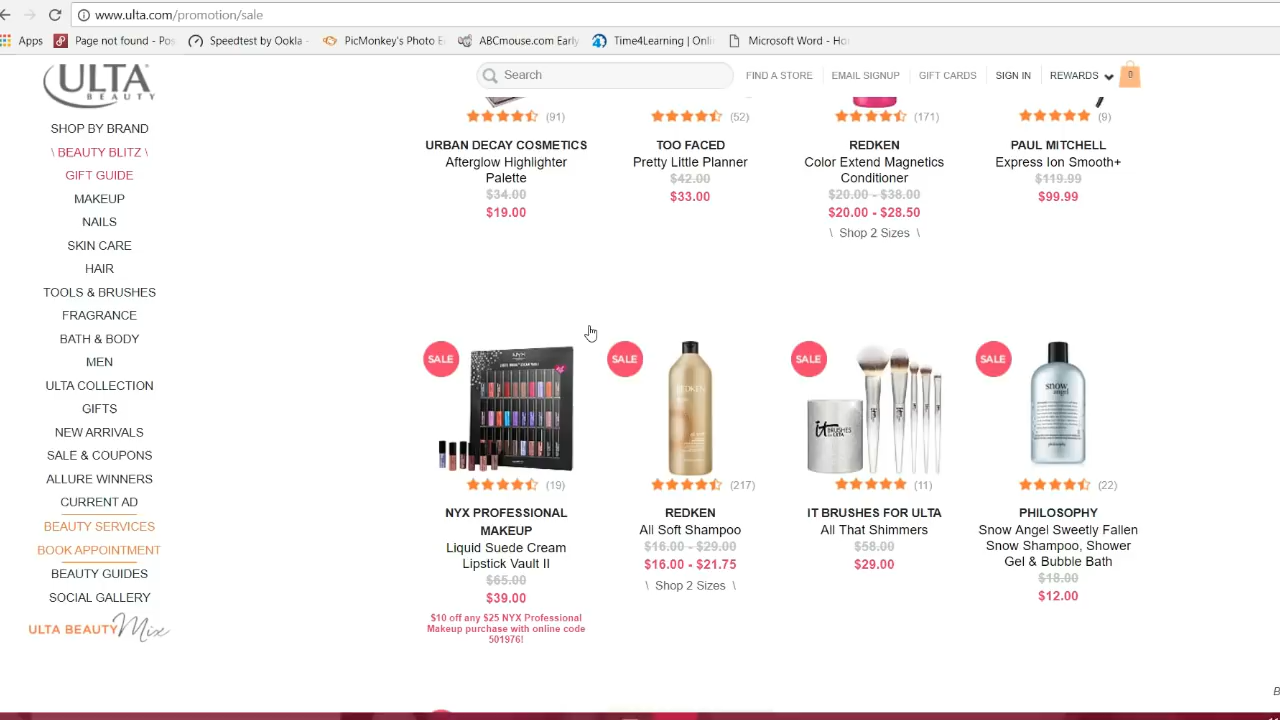 www.ulta.com/promotion/sale
Apps Page not found - Pos Speedtest by Ookla - PicMonkey's Photo E ABCmouse.com Early Time4Learning | Onli Microsoft Word - Ho
ULTA
BEAUTY
Search
FIND A STORE EMAIL SIGNUP GIFT CARDS SIGN IN REWARDS 0
SHOP BY BRAND
\ BEAUTY BLITZ \
GIFT GUIDE
MAKEUP
NAILS
SKIN CARE
HAIR
TOOLS & BRUSHES
FRAGRANCE
BATH & BODY
MEN
ULTA COLLECTION
GIFTS
NEW ARRIVALS
SALE & COUPONS
ALLURE WINNERS
CURRENT AD
BEAUTY SERVICES
BOOK APPOINTMENT
BEAUTY GUIDES
SOCIAL GALLERY
ULTA BEAUTY Mix
(91)
URBAN DECAY COSMETICS
Afterglow Highlighter
Palette
$34.00
$19.00
(52)
TOO FACED
Pretty Little Planner
$42.00
$33.00
(171)
REDKEN
Color Extend Magnetics
Conditioner
$20.00 - $38.00
$20.00 - $28.50
\ Shop 2 Sizes \
(9)
PAUL MITCHELL
Express Ion Smooth+
$119.99
$99.99
SALE
NYX
(19)
NYX PROFESSIONAL
MAKEUP
Liquid Suede Cream
Lipstick Vault II
$65.00
$39.00
$10 off any $25 NYX Professional
Makeup purchase with online code
501976!
SALE
REDKEN
(217)
REDKEN
All Soft Shampoo
$16.00 - $29.00
$16.00 - $21.75
\ Shop 2 Sizes \
SALE
it BRUSHES
ULTA
(11)
IT BRUSHES FOR ULTA
All That Shimmers
$58.00
$29.00
SALE
snow
angel
philosophy
(22)
PHILOSOPHY
Snow Angel Sweetly Fallen
Snow Shampoo, Shower
Gel & Bubble Bath
$18.00
$12.00
B